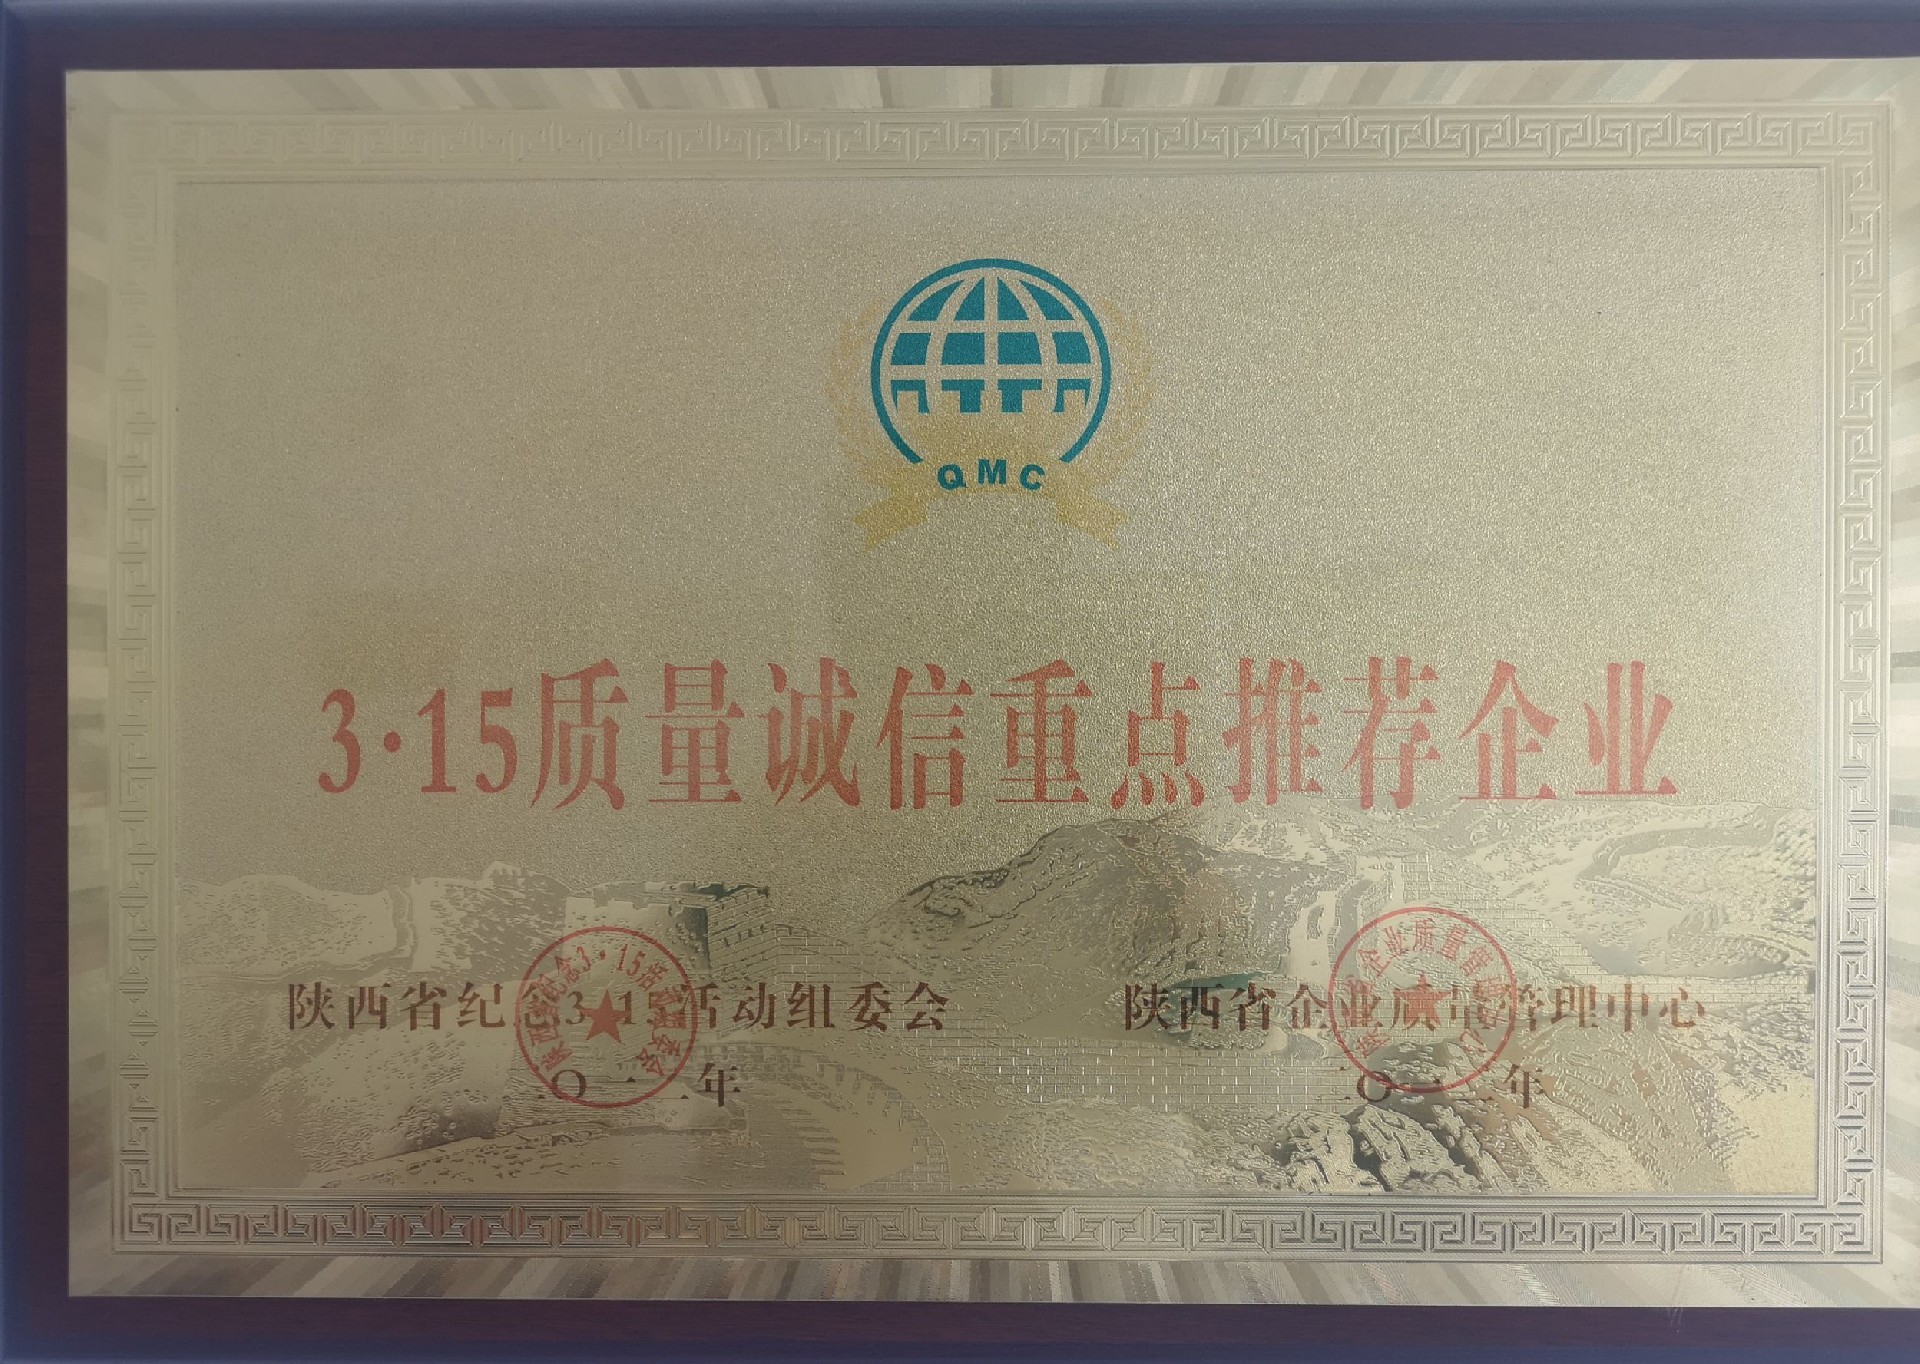 QMC
3·15质量诚信重点推荐企业
陕西省纪念3·15活动组委会
陕西省企业质量管理中心
二〇一二年
二〇一二年